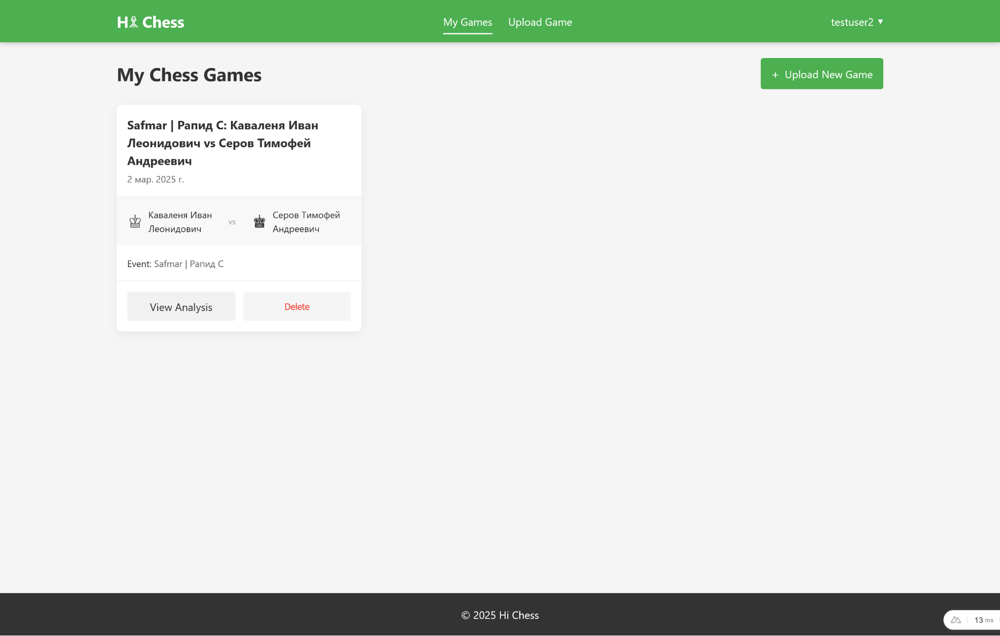 H♗ Chess
My Games
Upload Game
testuser2 ▼
My Chess Games
+ Upload New Game
Safmar | Рапид C: Каваленя Иван
Леонидович vs Серов Тимофей
Андреевич
2 мар. 2025 г.
Каваленя Иван
Леонидович
vs
Серов Тимофей
Андреевич
Event: Safmar | Рапид C
View Analysis
Delete
© 2025 Hi Chess
13 ms